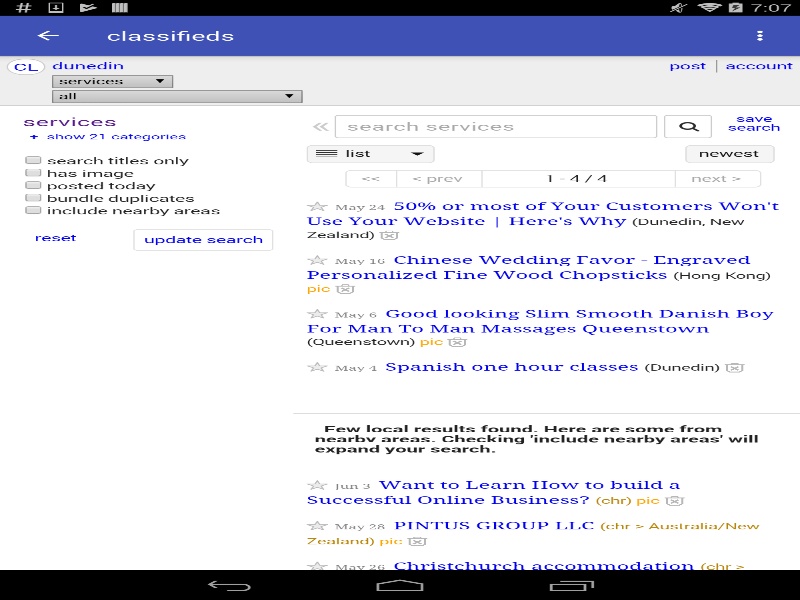 7:07
classifieds
CL dunedin
post | account
services
all
services
+ show 21 categories
search titles only
has image
posted today
bundle duplicates
include nearby areas
reset
update search
« search services
save search
list
newest
<< < prev 1 - 4 / 4 next >
May 24 50% or most of Your Customers Won't
Use Your Website | Here's Why (Dunedin, New
Zealand)
May 16 Chinese Wedding Favor - Engraved
Personalized Fine Wood Chopsticks (Hong Kong)
pic
May 6 Good looking Slim Smooth Danish Boy
For Man To Man Massages Queenstown
(Queenstown) pic
May 4 Spanish one hour classes (Dunedin)
Few local results found. Here are some from
nearby areas. Checking 'include nearby areas' will
expand your search.
Jun 3 Want to Learn How to build a
Successful Online Business? (chr) pic
May 28 PINTUS GROUP LLC (chr > Australia/New
Zealand) pic
May 26 Christchurch accommodation (chr >